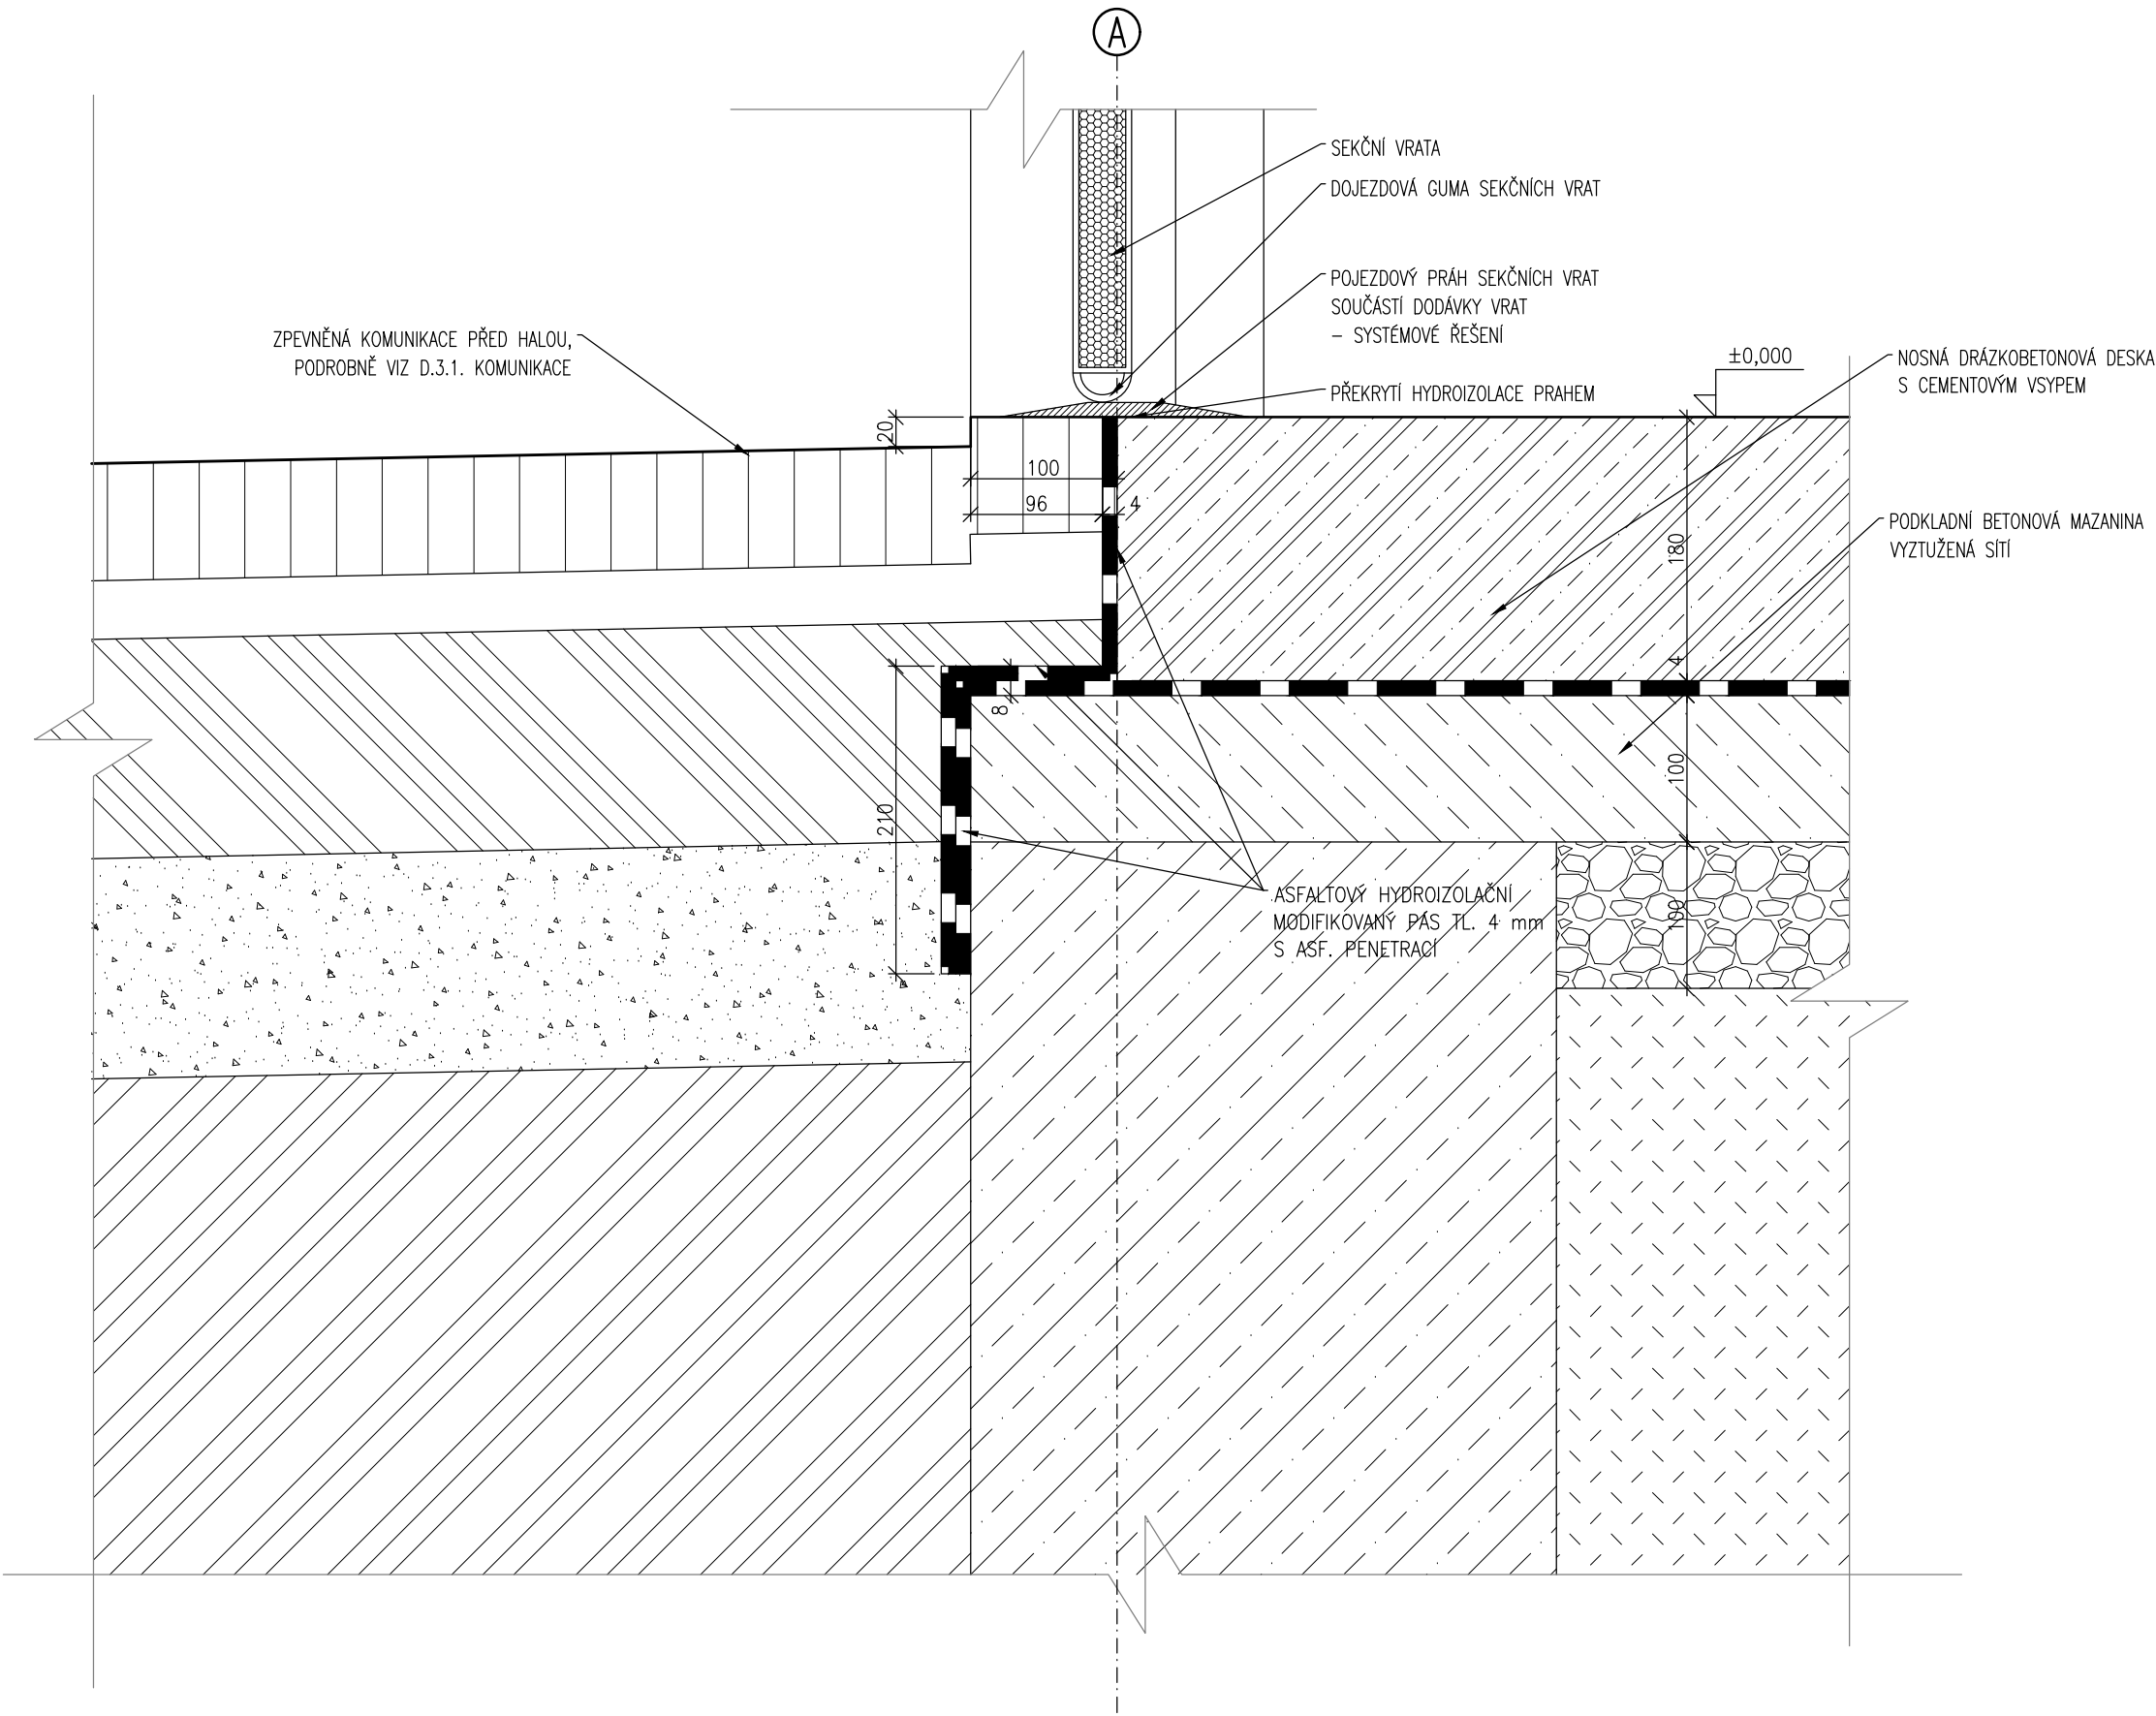 A
SEKČNÍ VRATA
DOJEZDOVÁ GUMA SEKČNÍCH VRAT
POJEZDOVÝ PRÁH SEKČNÍCH VRAT
SOUČÁSTÍ DODÁVKY VRAT
– SYSTÉMOVÉ ŘEŠENÍ
PŘEKRYTÍ HYDROIZOLACE PRAHEM
ZPEVNĚNÁ KOMUNIKACE PŘED HALOU,
PODROBNĚ VIZ D.3.1. KOMUNIKACE
±0,000
NOSNÁ DRÁZKOBETONOVÁ DESKA
S CEMENTOVÝM VSYPEM
PODKLADNÍ BETONOVÁ MAZANINA
VYZTUŽENÁ SÍTÍ
20
100
96
4
180
4
8
100
210
100
ASFALTOVÝ HYDROIZOLAČNÍ
MODIFIKOVANÝ PÁS TL. 4 mm
S ASF. PENETRACÍ